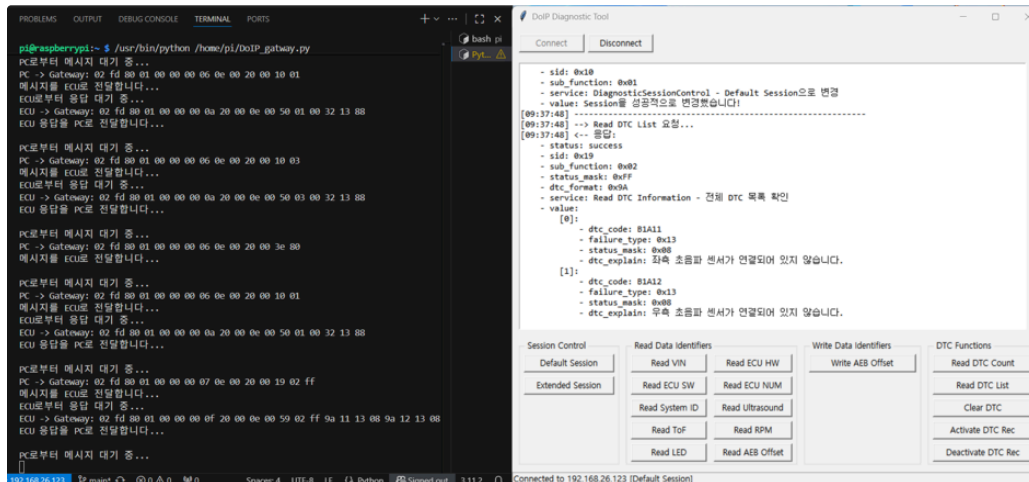 PROBLEMS OUTPUT DEBUG CONSOLE TERMINAL PORTS
bash pi
Pyt...
pi@raspberrypi:~ $ /usr/bin/python /home/pi/DoIP_gatway.py
PC로부터 메시지 대기 중...
PC -> Gateway: 02 fd 80 01 00 00 00 06 0e 00 20 00 10 01
메시지를 ECU로 전달합니다...
ECU로부터 응답 대기 중...
ECU -> Gateway: 02 fd 80 01 00 00 00 0a 20 00 0e 00 50 01 00 32 13 88
ECU 응답을 PC로 전달합니다...
PC로부터 메시지 대기 중...
PC -> Gateway: 02 fd 80 01 00 00 00 06 0e 00 20 00 10 03
메시지를 ECU로 전달합니다...
ECU로부터 응답 대기 중...
ECU -> Gateway: 02 fd 80 01 00 00 00 0a 20 00 0e 00 50 03 00 32 13 88
ECU 응답을 PC로 전달합니다...
PC로부터 메시지 대기 중...
PC -> Gateway: 02 fd 80 01 00 00 00 06 0e 00 20 00 3e 80
메시지를 ECU로 전달합니다...
PC로부터 메시지 대기 중...
PC -> Gateway: 02 fd 80 01 00 00 00 06 0e 00 20 00 10 01
메시지를 ECU로 전달합니다...
ECU로부터 응답 대기 중...
ECU -> Gateway: 02 fd 80 01 00 00 00 0a 20 00 0e 00 50 01 00 32 13 88
ECU 응답을 PC로 전달합니다...
PC로부터 메시지 대기 중...
PC -> Gateway: 02 fd 80 01 00 00 00 07 0e 00 20 00 19 02 ff
메시지를 ECU로 전달합니다...
ECU로부터 응답 대기 중...
ECU -> Gateway: 02 fd 80 01 00 00 00 0f 20 00 0e 00 59 02 ff 9a 11 13 08 9a 12 13 08
ECU 응답을 PC로 전달합니다...
PC로부터 메시지 대기 중...
192.168.26.123 main* 0 0 0 Spaces: 4 UTF-8 LF Python Signed out 3.11.2
DoIP Diagnostic Tool
Connect Disconnect
- sid: 0x10
- sub_function: 0x01
- service: DiagnosticSessionControl - Default Session으로 변경
- value: Session을 성공적으로 변경했습니다!
[09:37:48] ----------------------------------------------------------------
[09:37:48] --> Read DTC List 요청...
[09:37:48] <-- 응답:
- status: success
- sid: 0x19
- sub_function: 0x02
- status_mask: 0xFF
- dtc_format: 0x9A
- service: Read DTC Information - 전체 DTC 목록 확인
- value:
[0]:
- dtc_code: B1A11
- failure_type: 0x13
- status_mask: 0x08
- dtc_explain: 좌측 초음파 센서가 연결되어 있지 않습니다.
[1]:
- dtc_code: B1A12
- failure_type: 0x13
- status_mask: 0x08
- dtc_explain: 우측 초음파 센서가 연결되어 있지 않습니다.
Session Control Read Data Identifiers Write Data Identifiers DTC Functions
Default Session Read VIN Read ECU HW Write AEB Offset Read DTC Count
Extended Session Read ECU SW Read ECU NUM Read DTC List
Read System ID Read Ultrasound Clear DTC
Read ToF Read RPM Activate DTC Rec
Read LED Read AEB Offset Deactivate DTC Rec
Connected to 192.168.26.123 [Default Session]